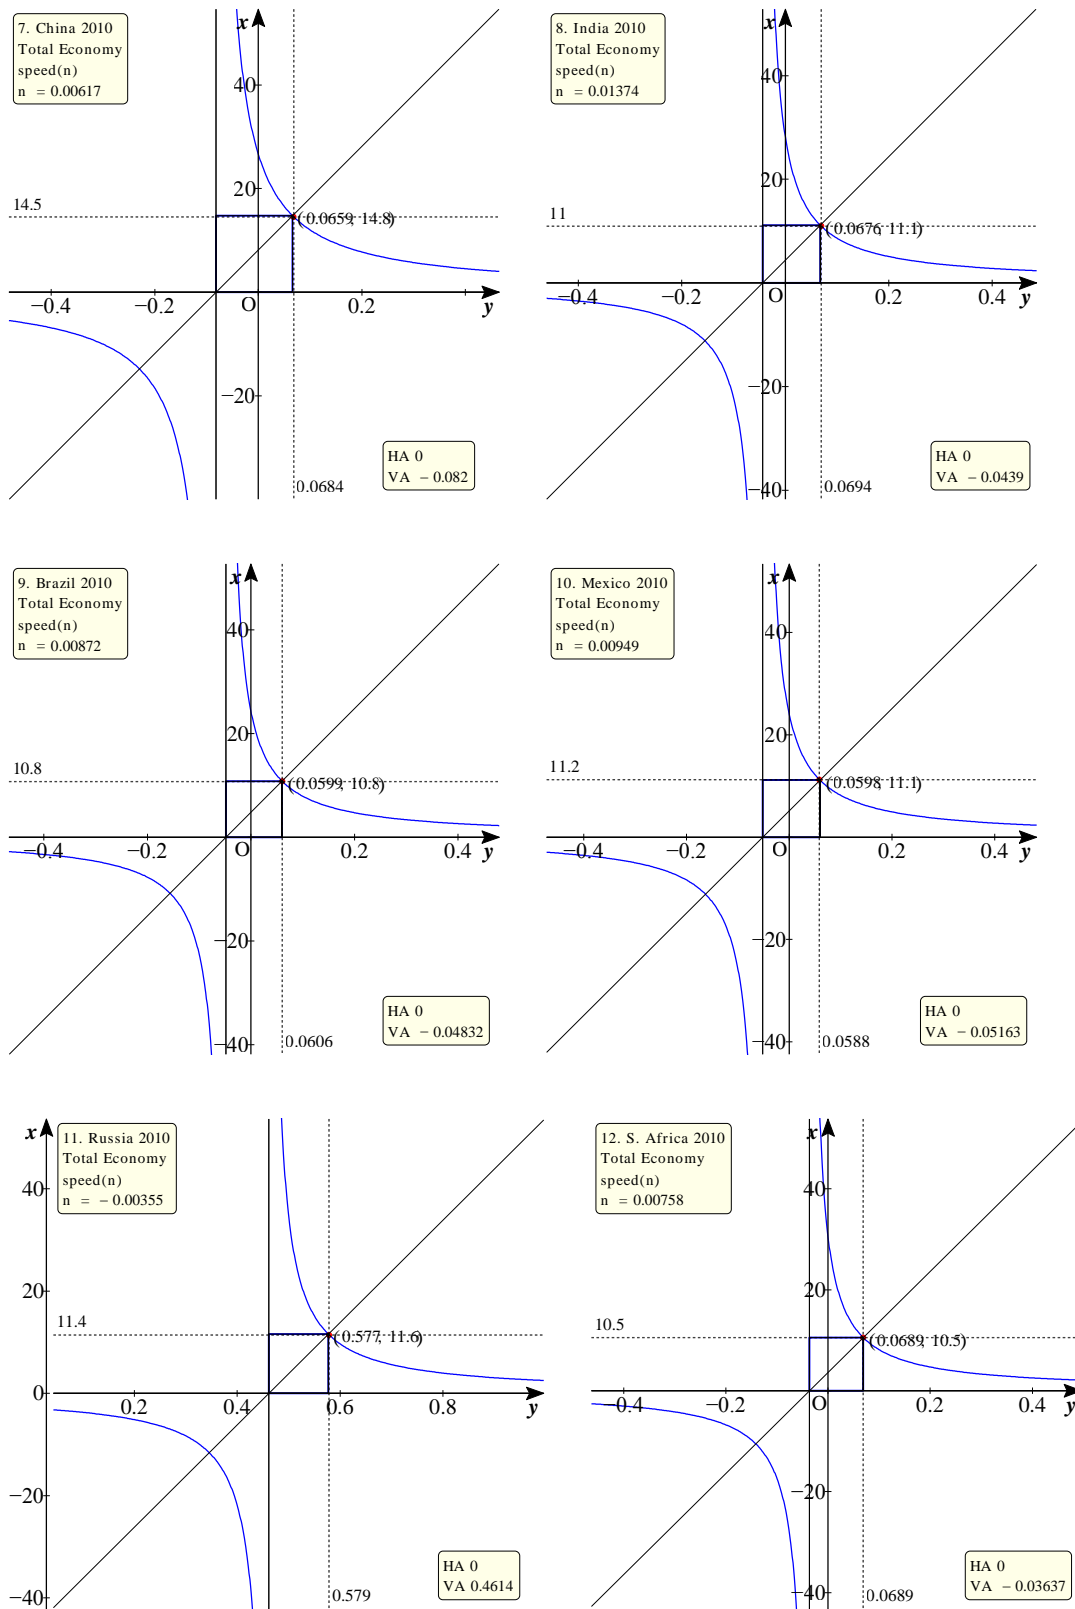 7. China 2010
Total Economy
speed(n)
n = 0.00617
x
40
20
14.5
(0.0659, 14.8)
−0.4
−0.2
O
0.2
y
−20
HA 0
VA − 0.082
0.0684
8. India 2010
Total Economy
speed(n)
n = 0.01374
x
40
20
11
(0.0676, 11.1)
−0.4
−0.2
O
0.2
0.4
y
−20
HA 0
VA − 0.0439
−40
0.0694
9. Brazil 2010
Total Economy
speed(n)
n = 0.00872
x
40
20
10.8
(0.0599, 10.8)
−0.4
−0.2
O
0.2
0.4
y
−20
HA 0
VA − 0.04832
−40
0.0606
10. Mexico 2010
Total Economy
speed(n)
n = 0.00949
x
40
20
11.2
(0.0598, 11.1)
−0.4
−0.2
O
0.2
0.4
y
−20
HA 0
VA − 0.05163
−40
0.0588
11. Russia 2010
Total Economy
speed(n)
n = − 0.00355
x
40
20
11.4
(0.577, 11.6)
0
0.2
0.4
0.6
0.8
y
−20
HA 0
VA 0.4614
−40
0.579
12. S. Africa 2010
Total Economy
speed(n)
n = 0.00758
x
40
20
10.5
(0.0689, 10.5)
−0.4
−0.2
O
0.2
0.4
y
−20
HA 0
VA − 0.03637
−40
0.0689